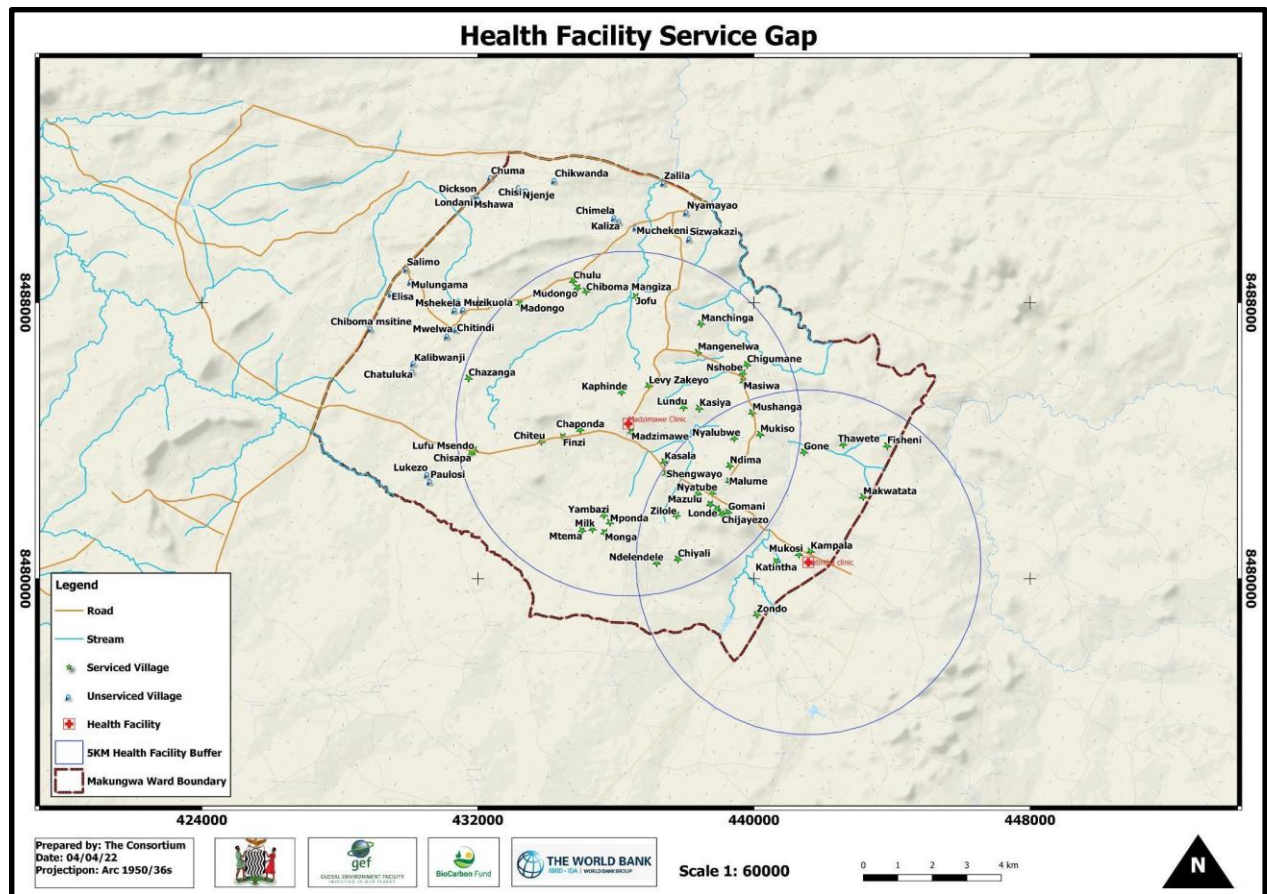 Health Facility Service Gap
Chuma
Chikwanda
Zalila
Dickson
Chisi
Njenje
Londani
Mshawa
Nyamayao
Chimela
Kaliza
Muchekeni
Sizwakazi
Salimo
Chulu
Mulungama
Chiboma
Mangiza
Elisa
Mudongo
Jofu
8488000
8488000
Mshekela
Muzikuola
Madongo
Chiboma msitine
Mwelwa
Chitindi
Manchinga
Mangenelwa
Kalibwanji
Chigumane
Chatuluka
Chazanga
Nshobe
Masiwa
Kaphinde
Levy Zakeyo
Lundu
Kasiya
Mushanga
Madzimawe Clinic
Chaponda
Madzimawe
Nyalubwe
Mukiso
Chiteu
Finzi
Gone
Thawete
Fisheni
Lufu Msendo
Chisapa
Kasala
Ndima
Lukezo
Paulosi
Shengwayo
Malume
Makwatata
Nyatube
Mazulu
Yambazi
Zilole
Londe
Gomani
Milk
Mponda
Chijayezo
Mtema
Monga
Ndelendele
Chiyali
Mukosi
Kampala
Katintha
clinic
Zondo
8480000
8480000
Legend
Road
Stream
Serviced Village
Unserviced Village
Health Facility
5KM Health Facility Buffer
Makungwa Ward Boundary
424000
432000
440000
448000
Prepared by: The Consortium
Date: 04/04/22
Projectipon: Arc 1950/36s
gef
GLOBAL ENVIRONMENT FACILITY
INVESTING IN OUR PLANET
BioCarbon Fund
THE WORLD BANK
IBRD • IDA | WORLD BANK GROUP
Scale 1: 60000
0 1 2 3 4 km
N